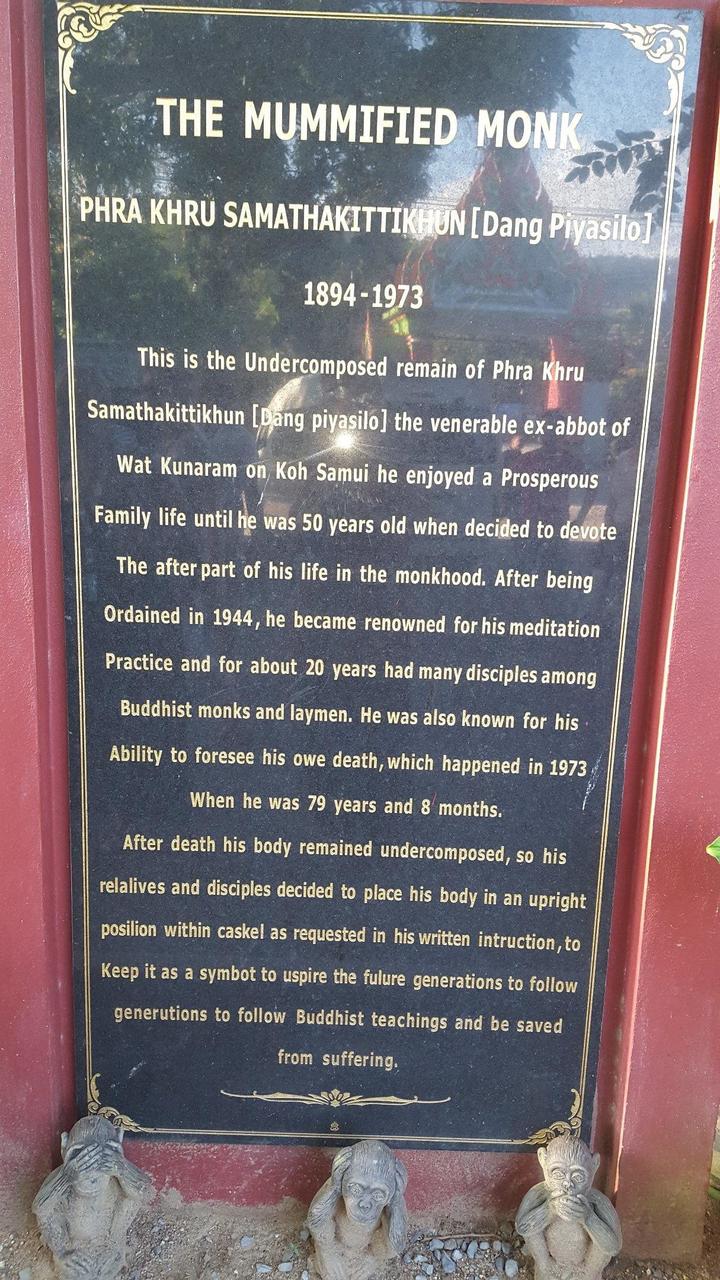 THE MUMMIFIED MONK
PHRA KHRU SAMATHAKITTIKHUN [Dang Piyasilo]
1894-1973
This is the Undercomposed remain of Phra Khru
Samathakittikhun [Dang piyasilo] the venerable ex-abbot of
Wat Kunaram on Koh Samui he enjoyed a Prosperous
Family life until he was 50 years old when decided to devote
The after part of his life in the monkhood. After being
Ordained in 1944, he became renowned for his meditation
Practice and for about 20 years had many disciples among
Buddhist monks and laymen. He was also known for his
Ability to foresee his owe death, which happened in 1973
When he was 79 years and 8 months.
After death his body remained undercomposed, so his
relalives and disciples decided to place his body in an upright
posilion within caskel as requested in his written intruction, to
Keep it as a symbot to uspire the fulure generations to follow
generutions to follow Buddhist teachings and be saved
from suffering.